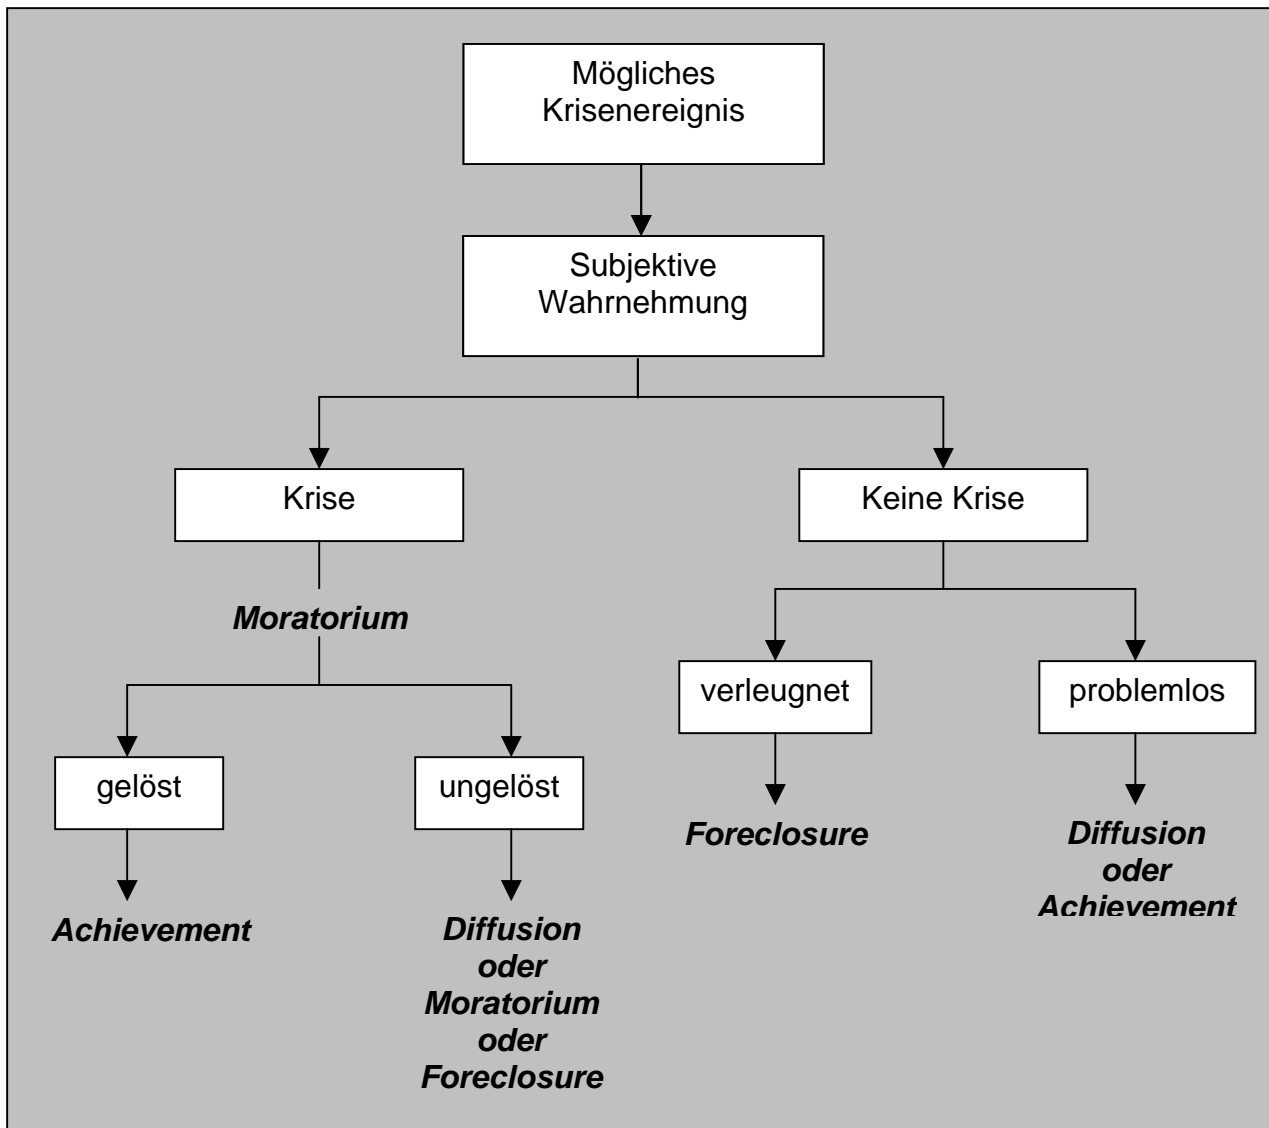 Mögliches
Krisenereignis
Subjektive
Wahrnehmung
Krise
Keine Krise
Moratorium
verleugnet
problemlos
gelöst
ungelöst
Foreclosure
Diffusion
oder
Achievement
Achievement
Diffusion
oder
Moratorium
oder
Foreclosure